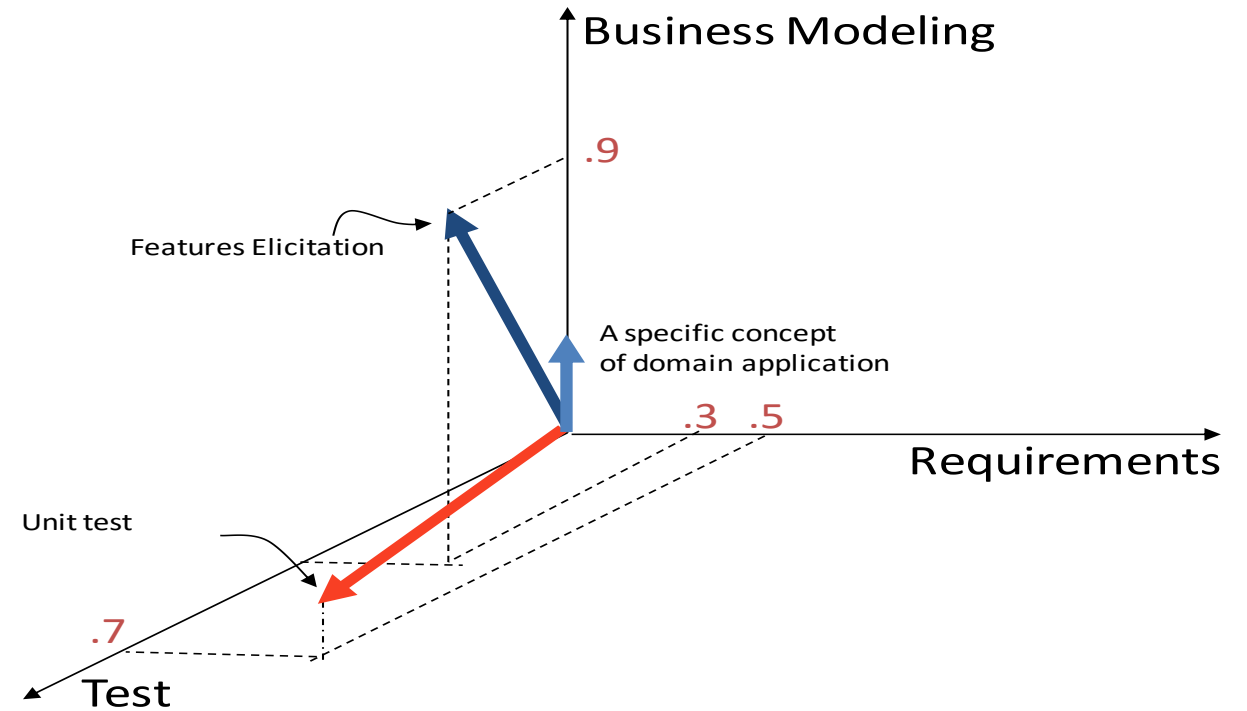 Business Modeling
.9
Features Elicitation
A specific concept
of domain application
.3 .5
Requirements
Unit test
.7
Test